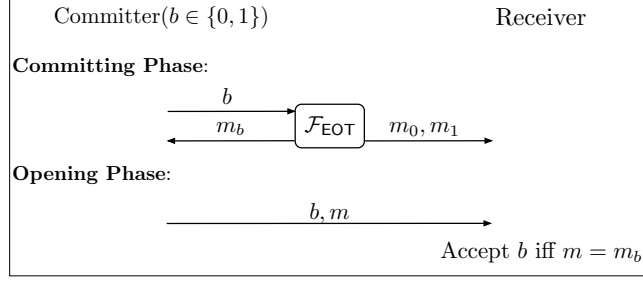 Committer(b ∈ {0, 1}) Receiver
Committing Phase:
b
m_b F_EOT m_0, m_1
Opening Phase:
b, m
Accept b iff m = m_b